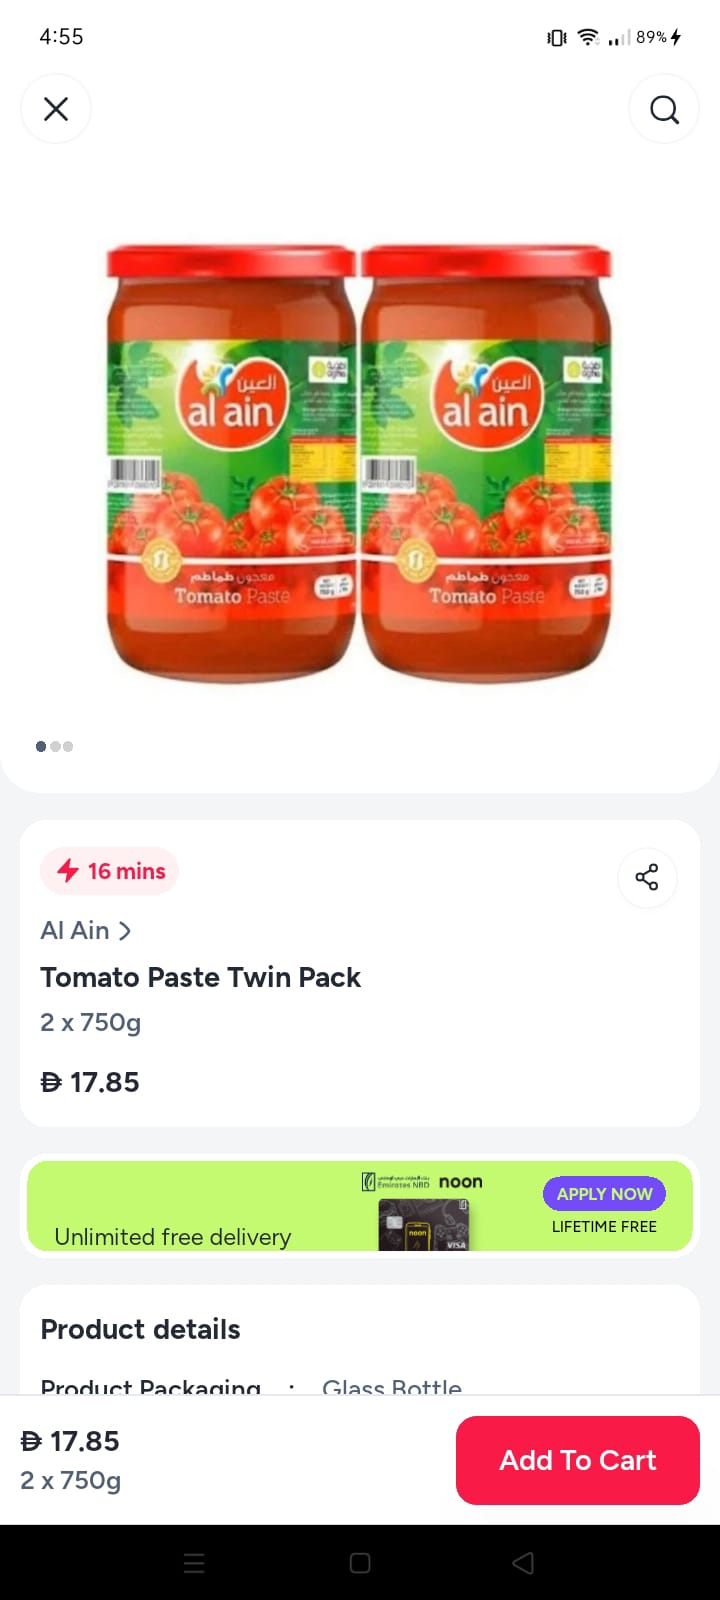 4:55
89%
العين
al ain
العين
al ain
معجون طماطم
Tomato Paste
معجون طماطم
Tomato Paste
16 mins
Al Ain
Tomato Paste Twin Pack
2 x 750g
17.85
Emirates NBD noon
APPLY NOW
noon
VISA
LIFETIME FREE
Unlimited free delivery
Product details
Product Packaging : Glass Bottle
17.85
2 x 750g
Add To Cart